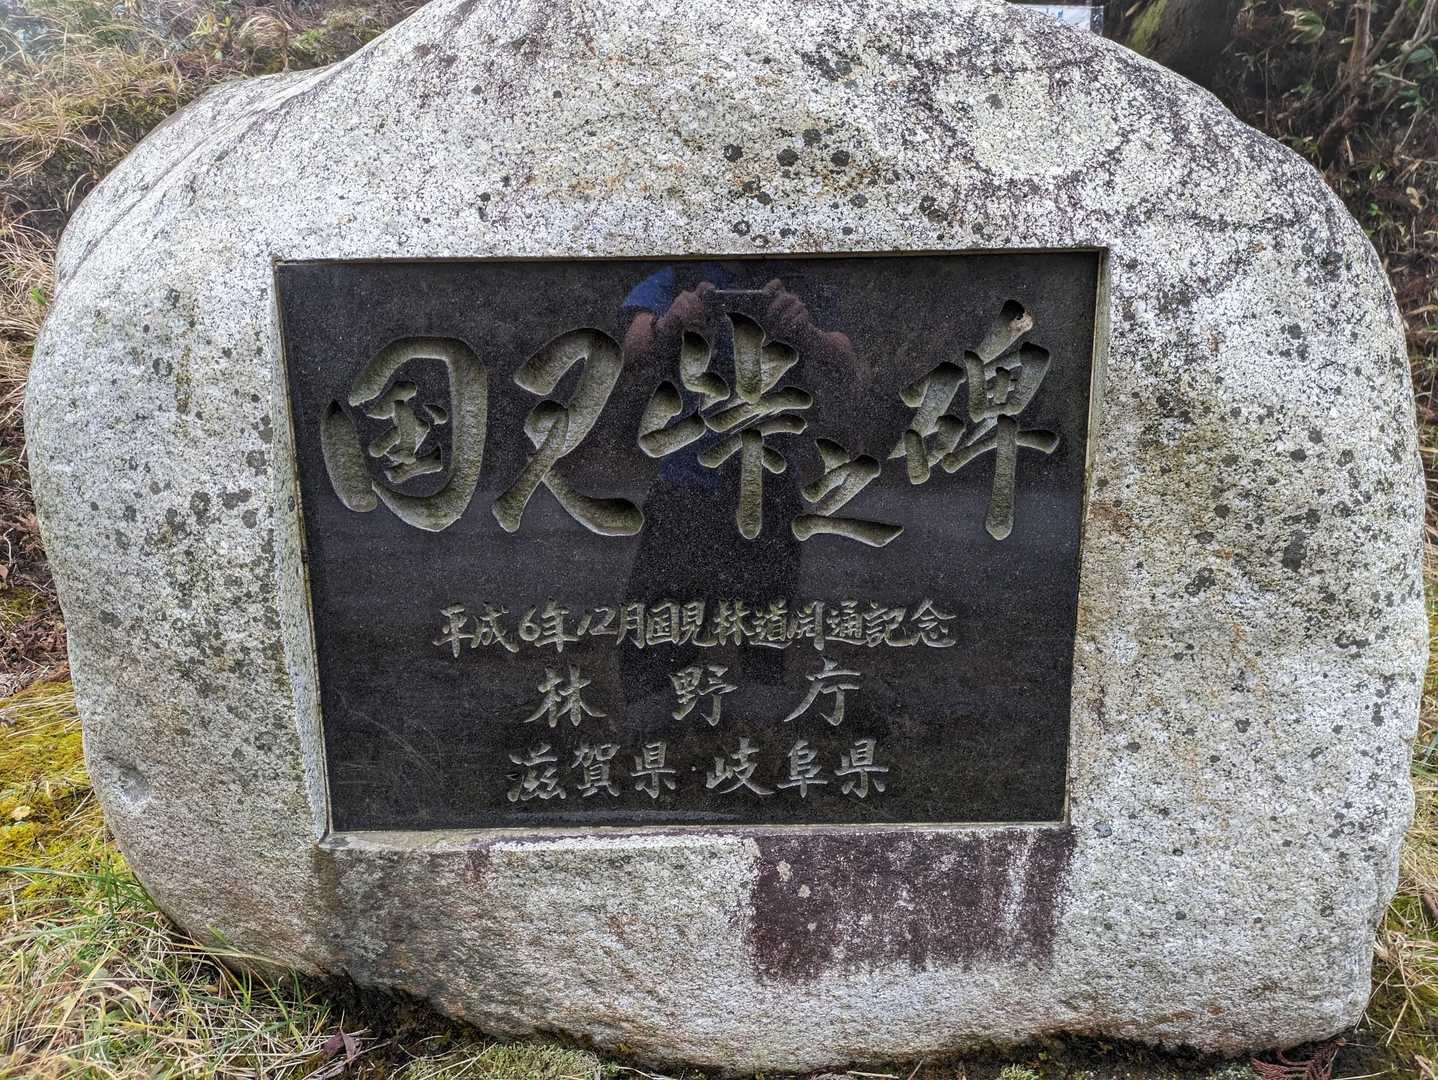 国見峠之碑
平成6年12月国見林道開通記念
林野庁
滋賀県・岐阜県